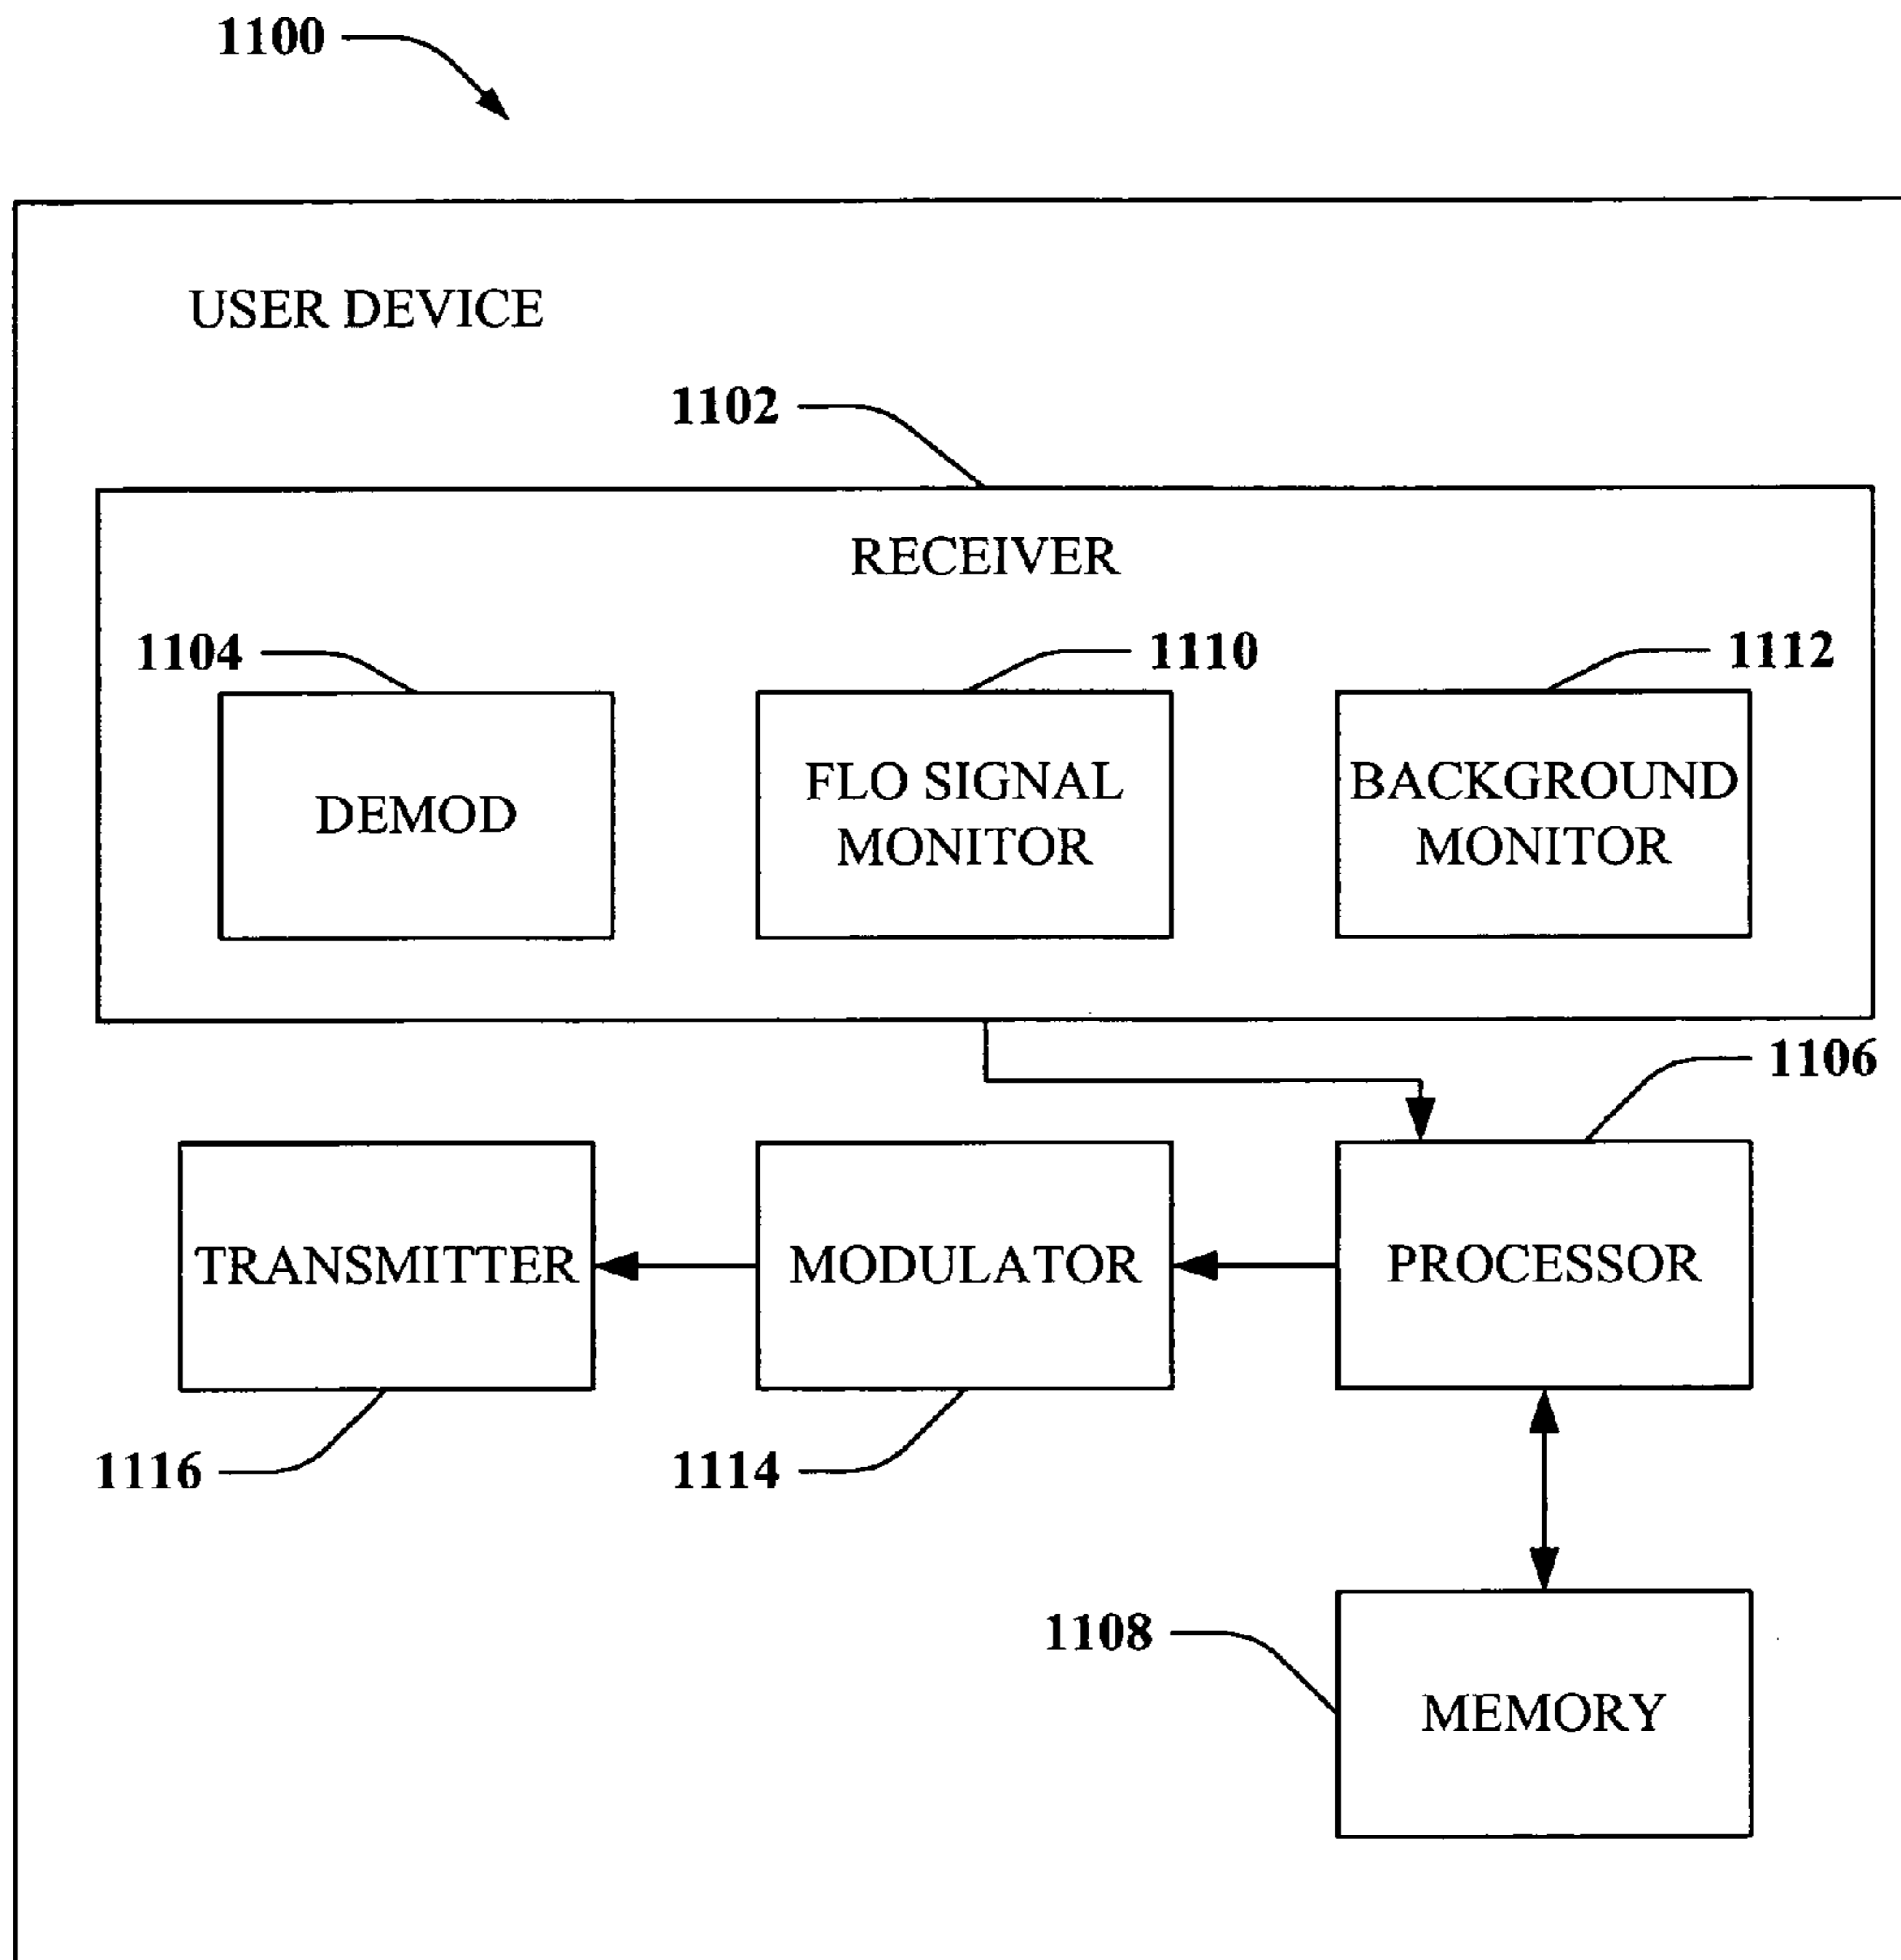 1100
USER DEVICE
1102
RECEIVER
1104
1110
1112
DEMOD
FLO SIGNAL
MONITOR
BACKGROUND
MONITOR
1106
TRANSMITTER
MODULATOR
PROCESSOR
1116
1114
1108
MEMORY